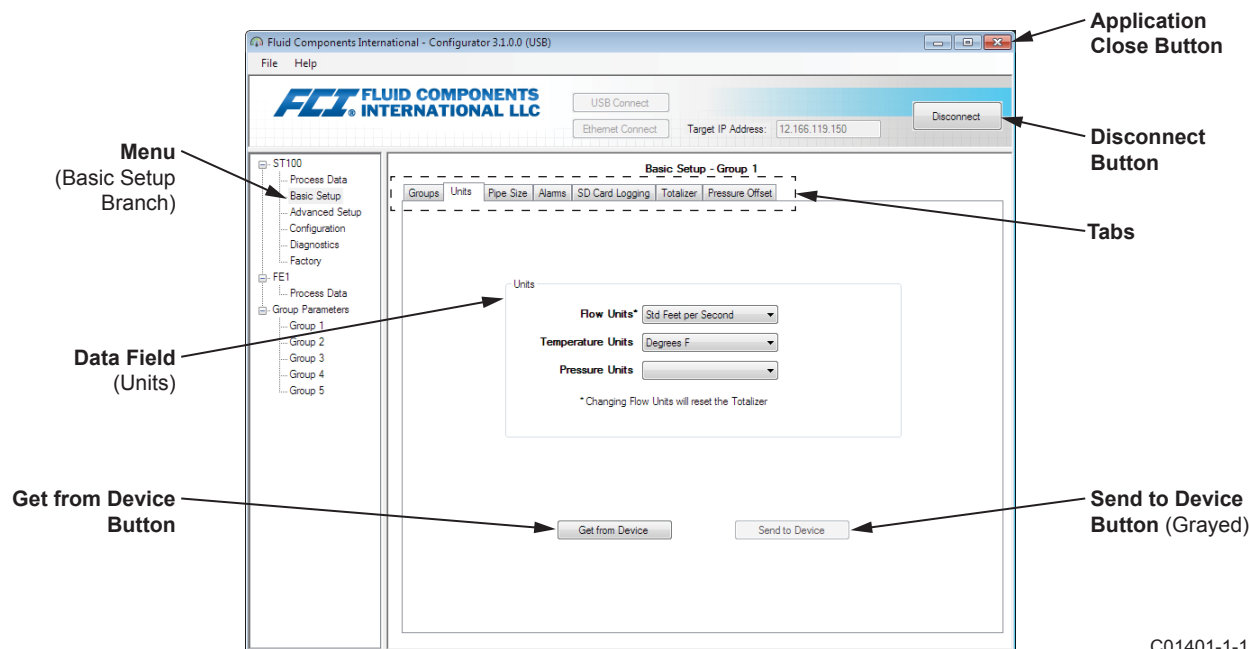 Application
Close Button
Fluid Components International - Configurator 3.1.0.0 (USB)
File Help
FCI® FLUID COMPONENTS
INTERNATIONAL LLC
USB Connect
Ethernet Connect
Target IP Address: 12.166.119.150
Disconnect
Disconnect
Button
Menu
(Basic Setup
Branch)
ST100
Process Data
Basic Setup
Advanced Setup
Configuration
Diagnostics
Factory
FE1
Process Data
Group Parameters
Group 1
Group 2
Group 3
Group 4
Group 5
Basic Setup - Group 1
Groups Units Pipe Size Alarms SD Card Logging Totalizer Pressure Offset
Tabs
Units
Flow Units* Std Feet per Second
Temperature Units Degrees F
Pressure Units
* Changing Flow Units will reset the Totalizer
Data Field
(Units)
Get from Device
Button
Get from Device
Send to Device
Send to Device
Button (Grayed)
C01401-1-1